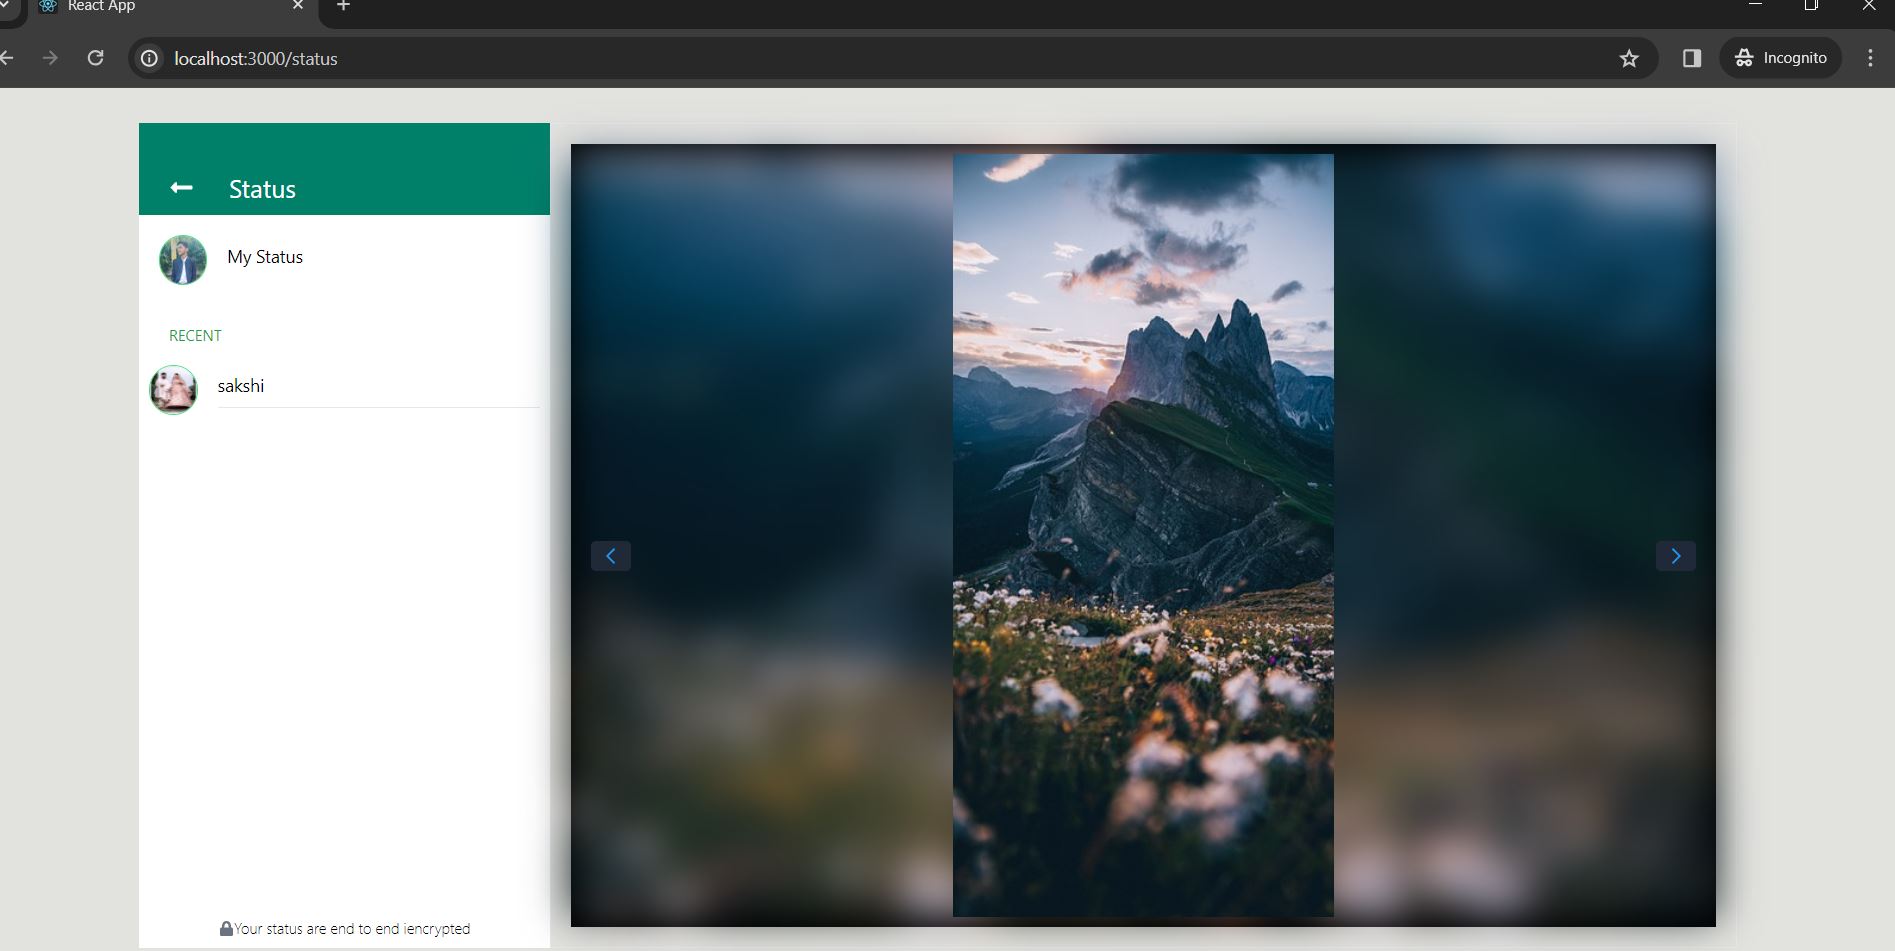 React App
localhost:3000/status
Incognito
Status
My Status
RECENT
sakshi
Your status are end to end iencrypted